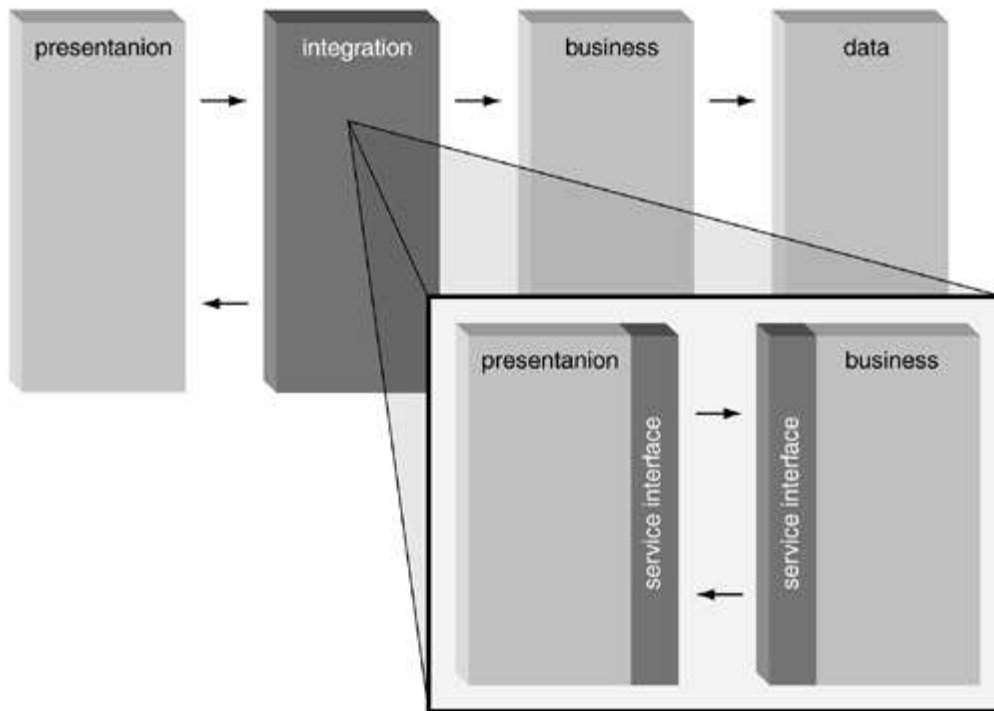 presentanion
integration
business
data
presentanion
service interface
service interface
business